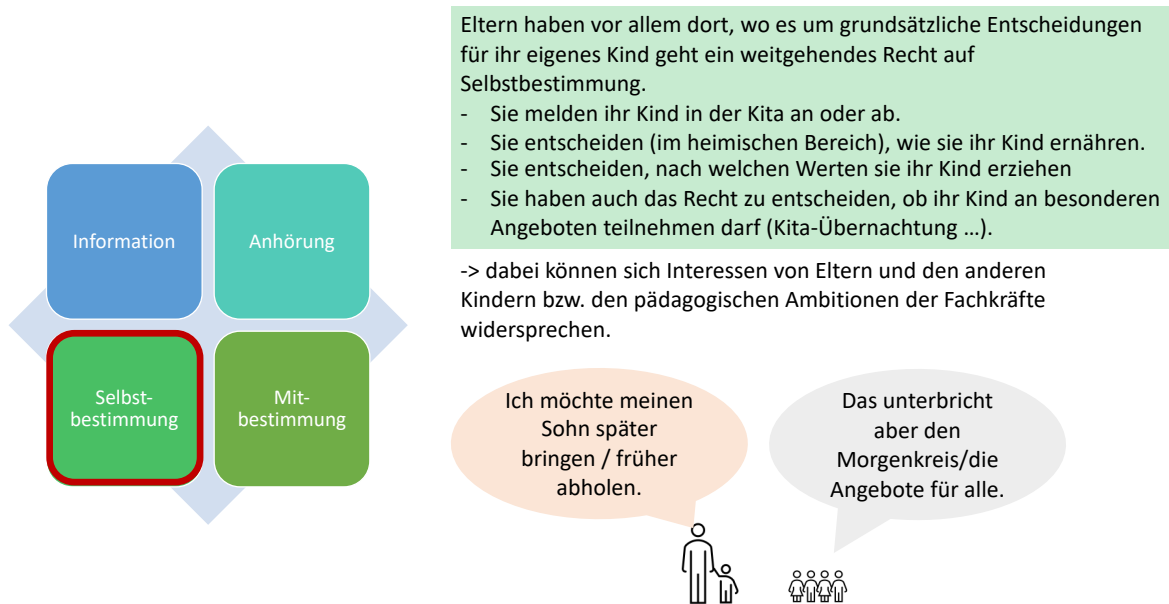 Information
Anhörung
Selbst-
bestimmung
Mit-
bestimmung
Eltern haben vor allem dort, wo es um grundsätzliche Entscheidungen
für ihr eigenes Kind geht ein weitgehendes Recht auf
Selbstbestimmung.
- Sie melden ihr Kind in der Kita an oder ab.
- Sie entscheiden (im heimischen Bereich), wie sie ihr Kind ernähren.
- Sie entscheiden, nach welchen Werten sie ihr Kind erziehen
- Sie haben auch das Recht zu entscheiden, ob ihr Kind an besonderen
Angeboten teilnehmen darf (Kita-Übernachtung ...).
-> dabei können sich Interessen von Eltern und den anderen
Kindern bzw. den pädagogischen Ambitionen der Fachkräfte
widersprechen.
Ich möchte meinen
Sohn später
bringen / früher
abholen.
Das unterbricht
aber den
Morgenkreis/die
Angebote für alle.